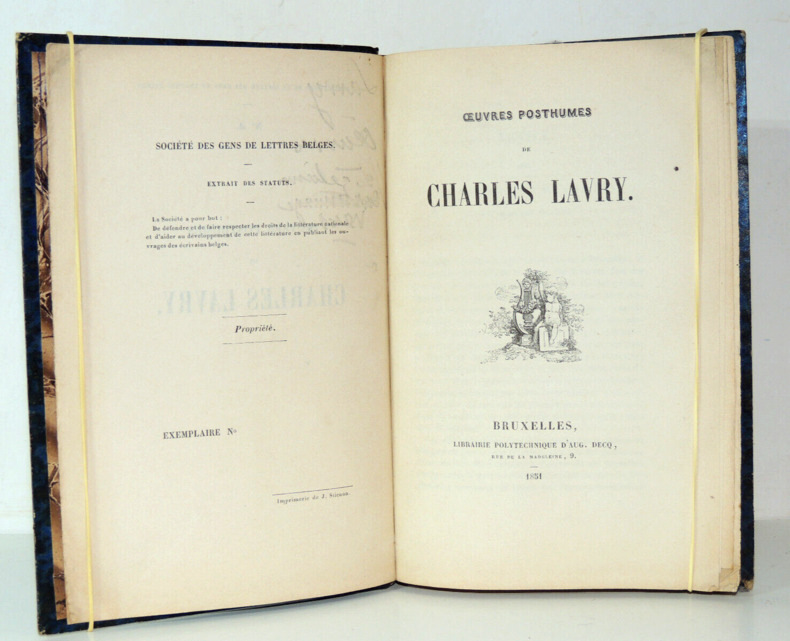 SOCIÉTÉ DES GENS DE LETTRES BELGES.
EXTRAIT DES STATUTS.
La Société a pour but :
De défendre et de faire respecter les droits de la littérature nationale
et d'aider au développement de cette littérature en publiant les ou-
vrages des écrivains belges.
Propriété.
EXEMPLAIRE No
Imprimerie de J. Stienon
ŒUVRES POSTHUMES
DE
CHARLES LAVRY.
BRUXELLES,
LIBRAIRIE POLYTECHNIQUE D'AUG. DECQ,
RUE DE LA MADELEINE, 9.
1851